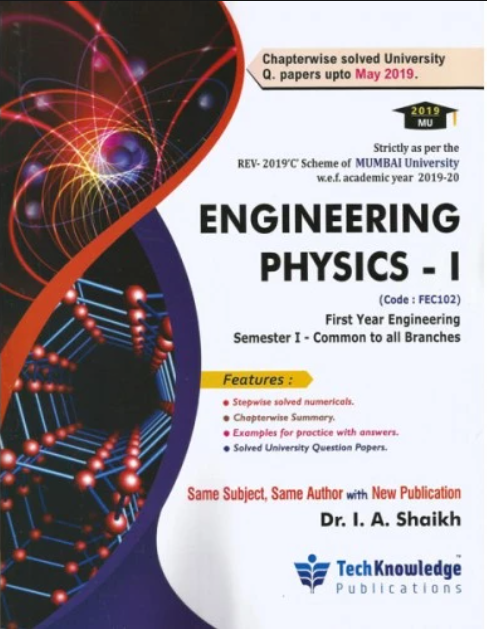 Chapterwise solved University
Q. papers upto May 2019.
2019
MU
Strictly as per the
REV- 2019'C' Scheme of MUMBAI University
w.e.f. academic year 2019-20
ENGINEERING
PHYSICS - I
(Code : FEC102)
First Year Engineering
Semester I - Common to all Branches
Features :
Stepwise solved numericals.
Chapterwise Summary.
Examples for practice with answers.
Solved University Question Papers.
Same Subject, Same Author with New Publication
Dr. I. A. Shaikh
TechKnowledge™
Publications